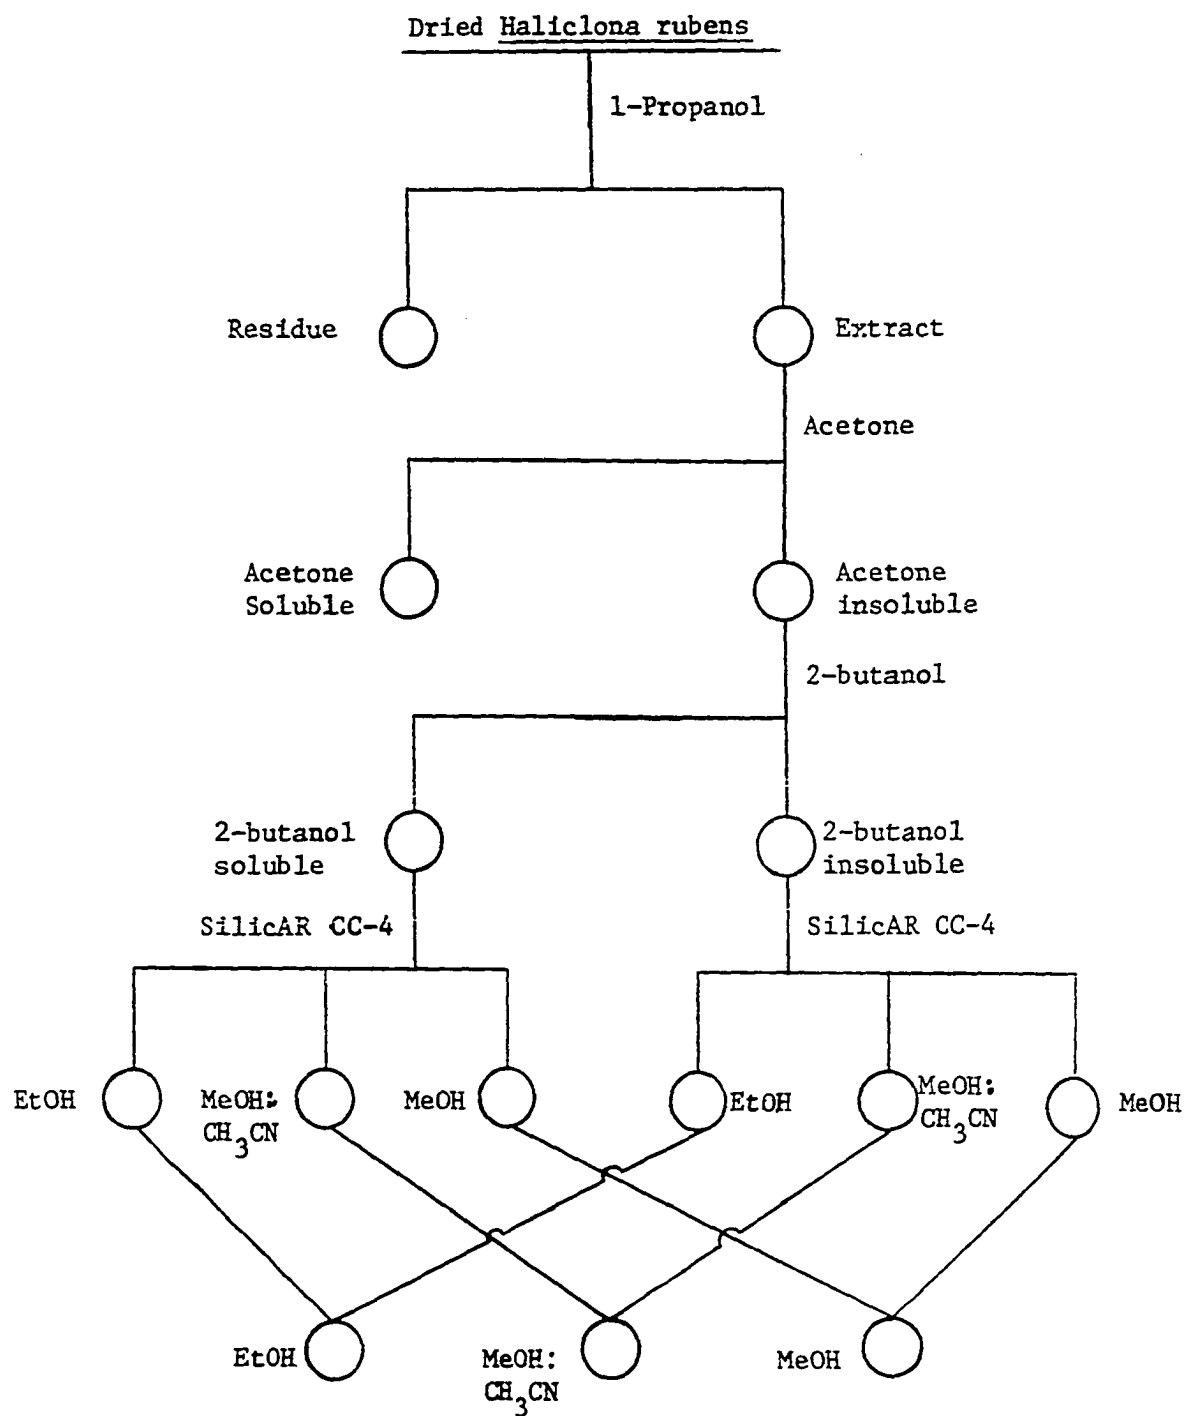 Dried Haliclona rubens
1-Propanol
Residue
Extract
Acetone
Acetone
Soluble
Acetone
insoluble
2-butanol
2-butanol
soluble
2-butanol
insoluble
SilicAR CC-4
SilicAR CC-4
EtOH
MeOH:
CH3CN
MeOH
EtOH
MeOH:
CH3CN
MeOH
EtOH
MeOH:
CH3CN
MeOH